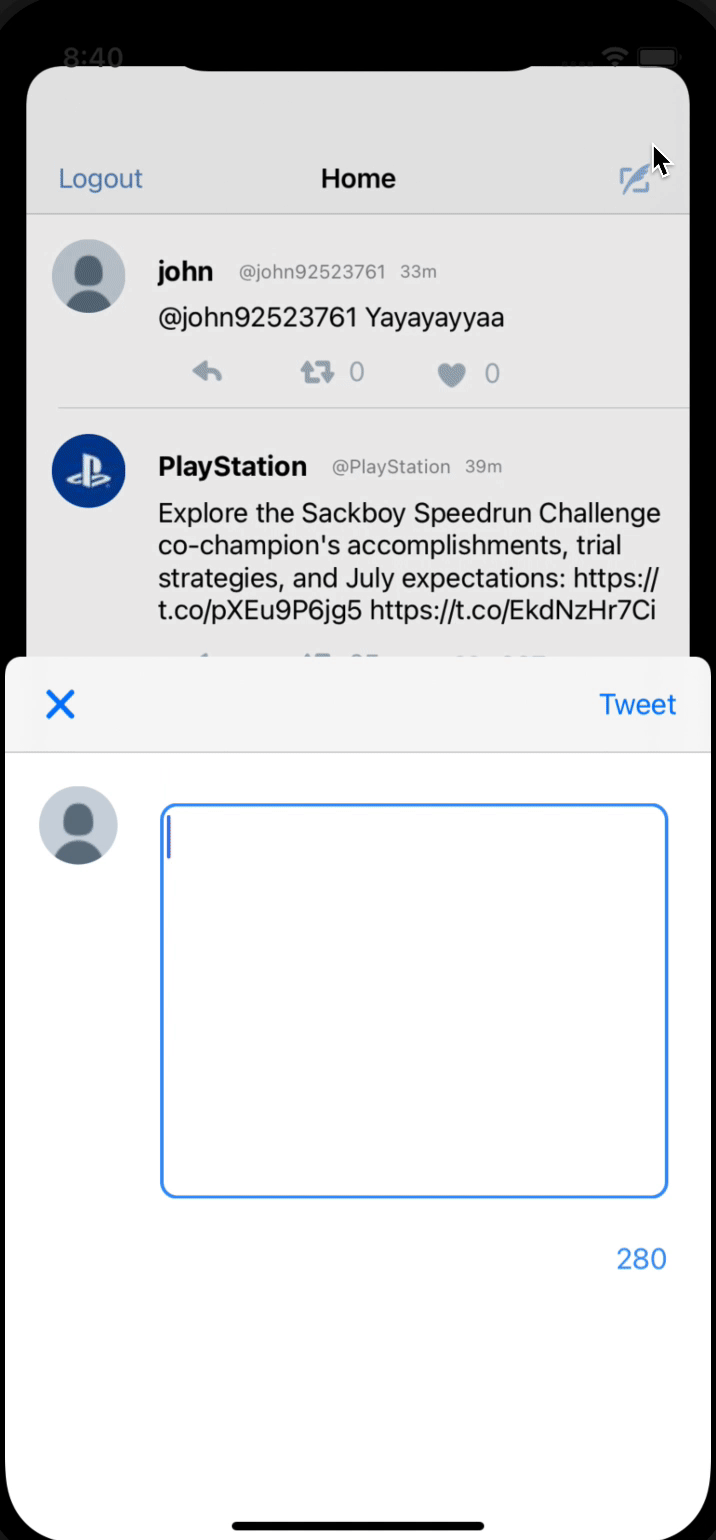 8:40
Logout Home
john @john92523761 33m
@john92523761 Yayayayyaa
0 0
PlayStation @PlayStation 39m
Explore the Sackboy Speedrun Challenge
co-champion's accomplishments, trial
strategies, and July expectations: https://
t.co/pXEu9P6jg5 https://t.co/EkdNzHr7Ci
Tweet
280